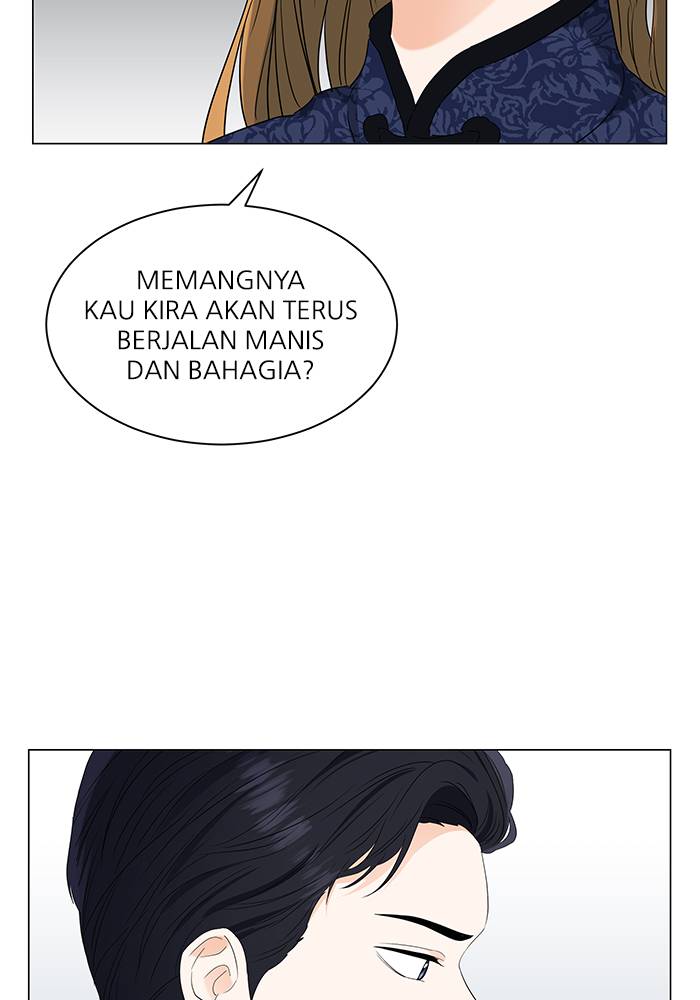 MEMANGNYA
KAU KIRA AKAN TERUS
BERJALAN MANIS
DAN BAHAGIA?